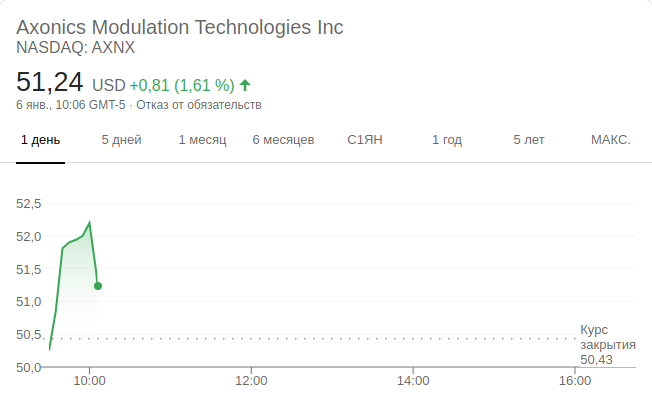 Axonics Modulation Technologies Inc
NASDAQ: AXNX
51,24 USD +0,81 (1,61 %)
6 янв., 10:06 GMT-5 · Отказ от обязательств
1 день 5 дней 1 месяц 6 месяцев С1ЯН 1 год 5 лет МАКС.
52,5
52,0
51,5
51,0
50,5
50,0
Курс
закрытия
50,43
10:00 12:00 14:00 16:00